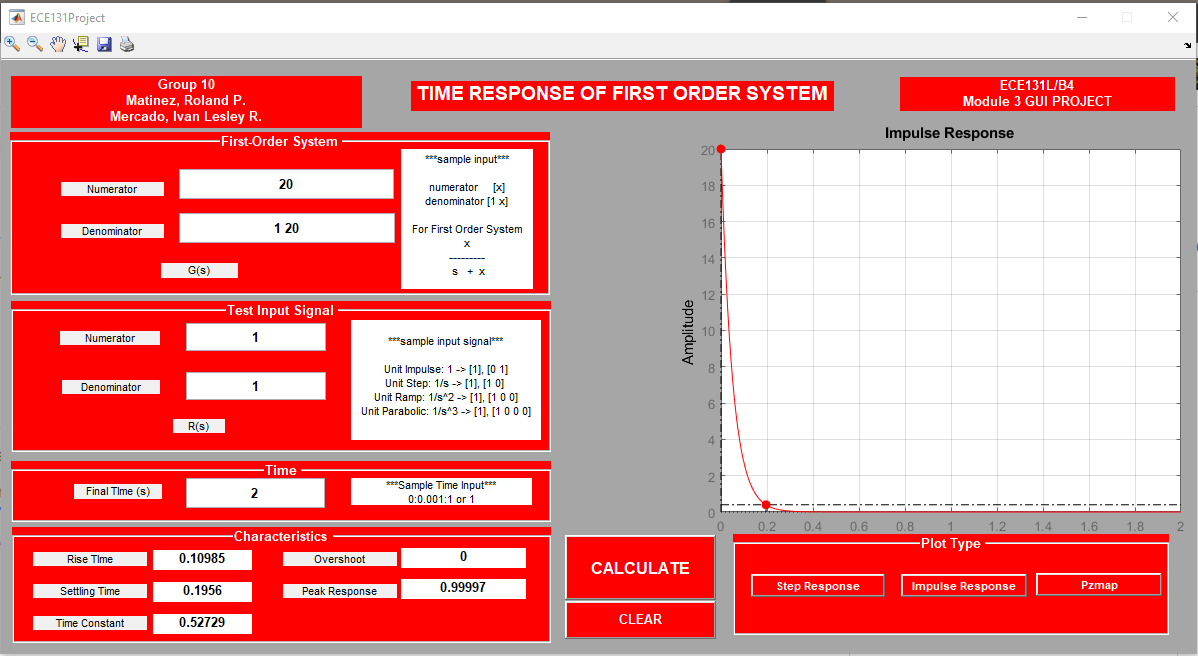 ECE131Project
Group 10
Matinez, Roland P.
Mercado, Ivan Lesley R.
TIME RESPONSE OF FIRST ORDER SYSTEM
ECE131L/B4
Module 3 GUI PROJECT
First-Order System
Numerator
20
Denominator
1 20
G(s)
***sample input***
numerator [x]
denominator [1 x]
For First Order System
x
---------
s + x
Test Input Signal
Numerator
1
Denominator
1
R(s)
***sample input signal***
Unit Impulse: 1 -> [1], [0 1]
Unit Step: 1/s -> [1], [1 0]
Unit Ramp: 1/s^2 -> [1], [1 0 0]
Unit Parabolic: 1/s^3 -> [1], [1 0 0 0]
Time
Final TIme (s)
2
***Sample Time Input***
0:0.001:1 or 1
Characteristics
Rise TIme
0.10985
Overshoot
0
Settling Time
0.1956
Peak Response
0.99997
Time Constant
0.52729
CALCULATE
CLEAR
Impulse Response
Amplitude
20
18
16
14
12
10
8
6
4
2
0
0 0.2 0.4 0.6 0.8 1 1.2 1.4 1.6 1.8 2
Plot Type
Step Response
Impulse Response
Pzmap